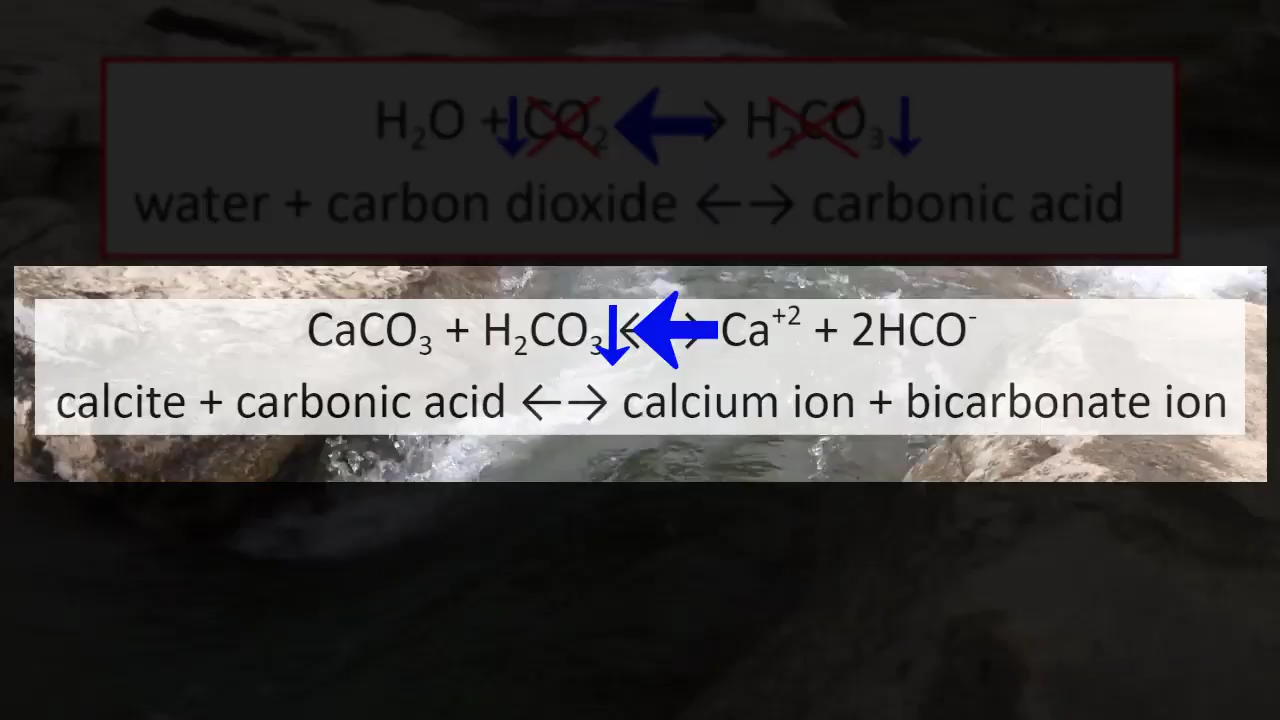 H₂O + CO₂ ←→ H₂CO₃
water + carbon dioxide ←→ carbonic acid
CaCO₃ + H₂CO₃ ←→ Ca⁺² + 2HCO⁻
calcite + carbonic acid ←→ calcium ion + bicarbonate ion